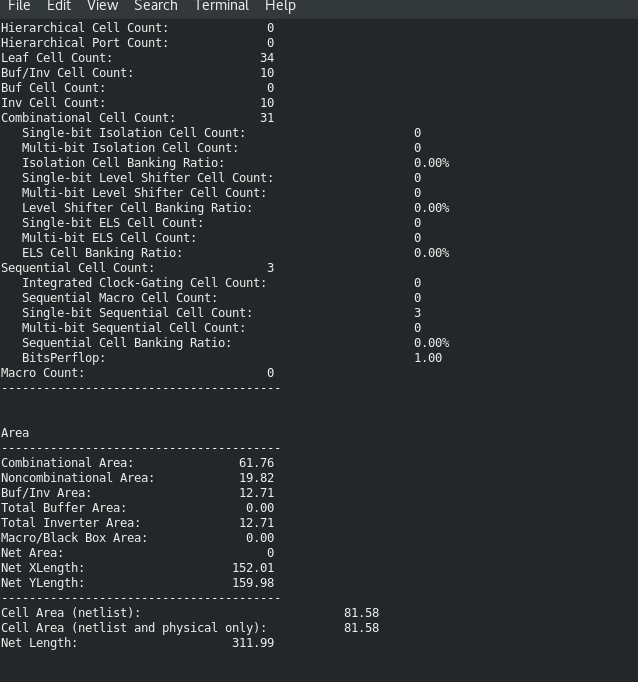 File Edit View Search Terminal Help
Hierarchical Cell Count: 0
Hierarchical Port Count: 0
Leaf Cell Count: 34
Buf/Inv Cell Count: 10
Buf Cell Count: 0
Inv Cell Count: 10
Combinational Cell Count: 31
Single-bit Isolation Cell Count: 0
Multi-bit Isolation Cell Count: 0
Isolation Cell Banking Ratio: 0.00%
Single-bit Level Shifter Cell Count: 0
Multi-bit Level Shifter Cell Count: 0
Level Shifter Cell Banking Ratio: 0.00%
Single-bit ELS Cell Count: 0
Multi-bit ELS Cell Count: 0
ELS Cell Banking Ratio: 0.00%
Sequential Cell Count: 3
Integrated Clock-Gating Cell Count: 0
Sequential Macro Cell Count: 0
Single-bit Sequential Cell Count: 3
Multi-bit Sequential Cell Count: 0
Sequential Cell Banking Ratio: 0.00%
BitsPerflop: 1.00
Macro Count: 0
----------------------------------------
Area
----------------------------------------
Combinational Area: 61.76
Noncombinational Area: 19.82
Buf/Inv Area: 12.71
Total Buffer Area: 0.00
Total Inverter Area: 12.71
Macro/Black Box Area: 0.00
Net Area: 0
Net XLength: 152.01
Net YLength: 159.98
----------------------------------------
Cell Area (netlist): 81.58
Cell Area (netlist and physical only): 81.58
Net Length: 311.99